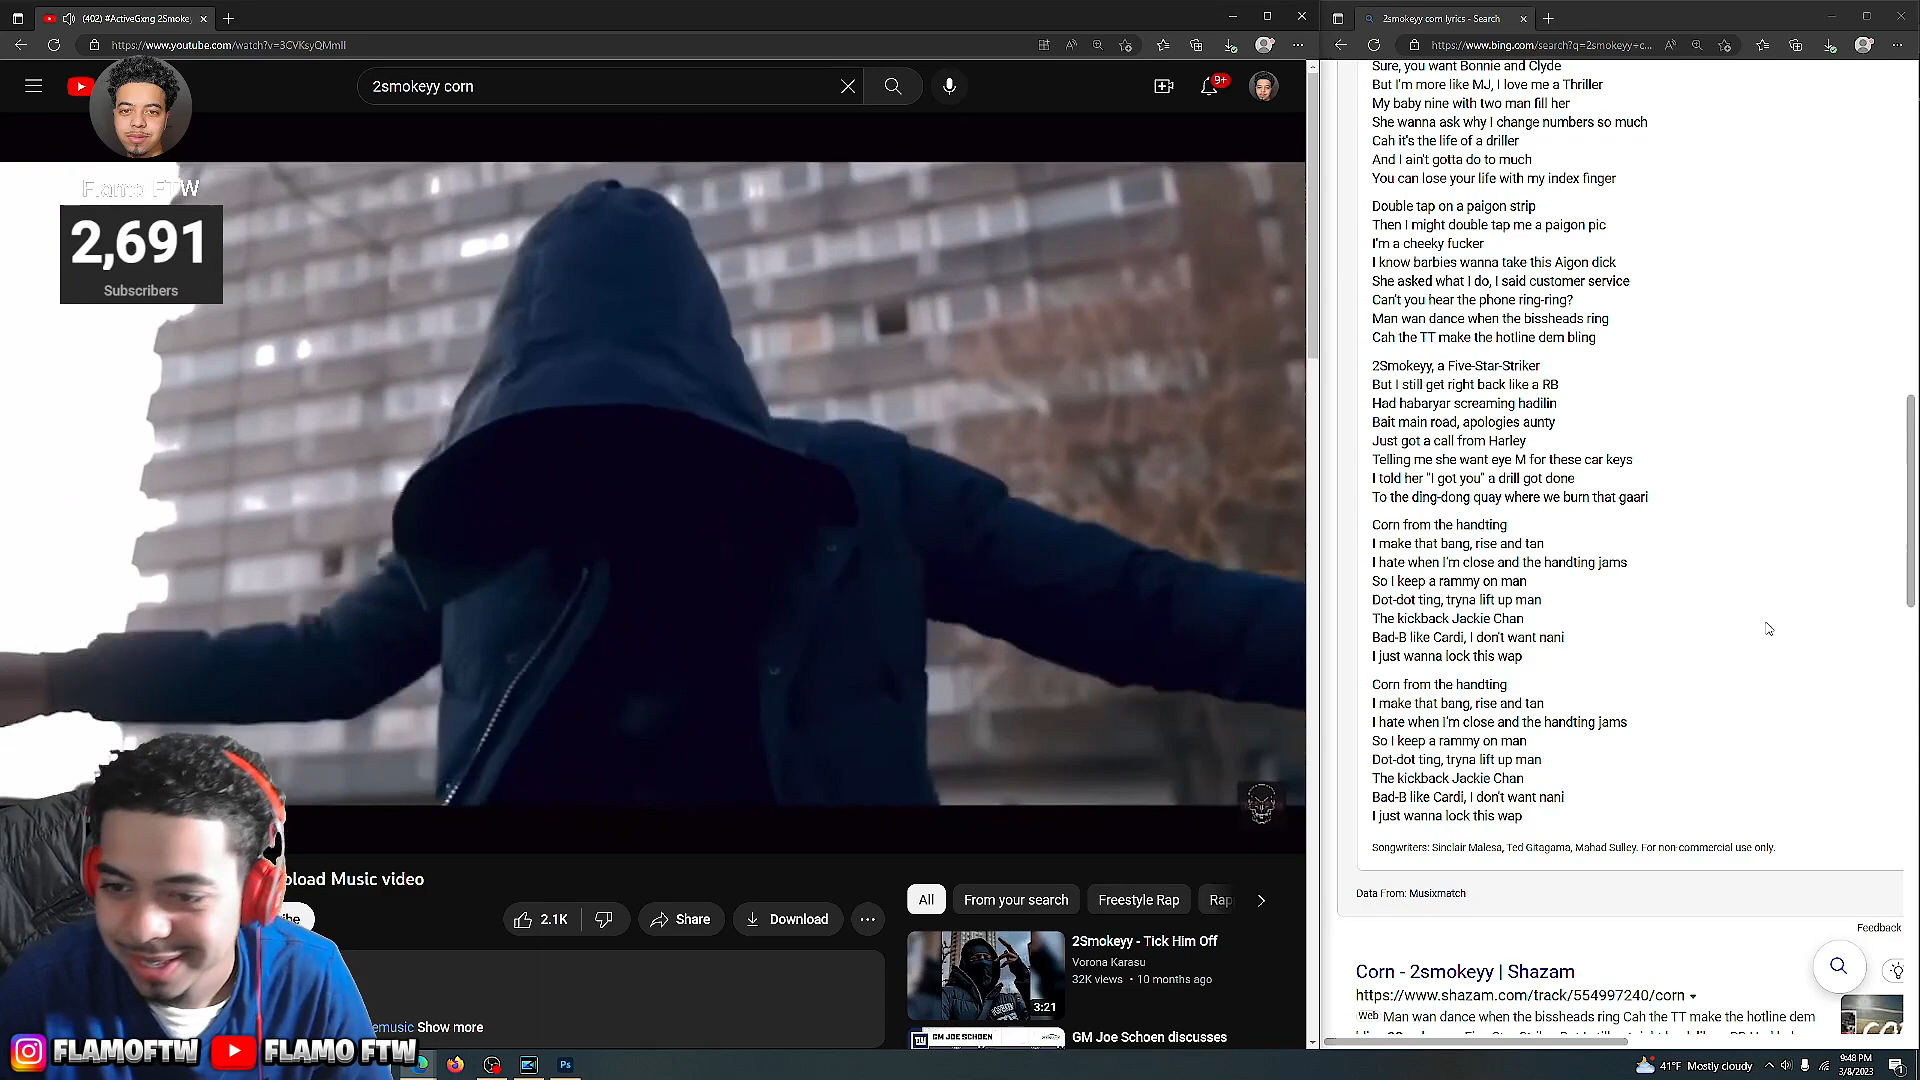 (402) #ActiveGxng 2Smoke
https://www.youtube.com/watch?v=3CVKsyQMmII
2smokeyy corn
9+
Flamo FTW
2,691
Subscribers
oload Music video
be
2.1K
Share
Download
All
From your search
Freestyle Rap
Rap
2Smokeyy - Tick Him Off
Vorona Karasu
32K views • 10 months ago
3:21
GM JOE SCHOEN
GM Joe Schoen discusses
emusic Show more
FLAMOFTW
FLAMO FTW
2smokeyy corn lyrics - Search
https://www.bing.com/search?q=2smokeyy+c...
Sure, you want Bonnie and Clyde
But I'm more like MJ, I love me a Thriller
My baby nine with two man fill her
She wanna ask why I change numbers so much
Cah it's the life of a driller
And I ain't gotta do to much
You can lose your life with my index finger
Double tap on a paigon strip
Then I might double tap me a paigon pic
I'm a cheeky fucker
I know barbies wanna take this Aigon dick
She asked what I do, I said customer service
Can't you hear the phone ring-ring?
Man wan dance when the bissheads ring
Cah the TT make the hotline dem bling
2Smokeyy, a Five-Star-Striker
But I still get right back like a RB
Had habaryar screaming hadilin
Bait main road, apologies aunty
Just got a call from Harley
Telling me she want eye M for these car keys
I told her "I got you" a drill got done
To the ding-dong quay where we burn that gaari
Corn from the handting
I make that bang, rise and tan
I hate when I'm close and the handting jams
So I keep a rammy on man
Dot-dot ting, tryna lift up man
The kickback Jackie Chan
Bad-B like Cardi, I don't want nani
I just wanna lock this wap
Corn from the handting
I make that bang, rise and tan
I hate when I'm close and the handting jams
So I keep a rammy on man
Dot-dot ting, tryna lift up man
The kickback Jackie Chan
Bad-B like Cardi, I don't want nani
I just wanna lock this wap
Songwriters: Sinclair Malesa, Ted Gitagama, Mahad Sulley. For non-commercial use only.
Data From: Musixmatch
Feedback
Corn - 2smokeyy | Shazam
https://www.shazam.com/track/554997240/corn
Web Man wan dance when the bissheads ring Cah the TT make the hotline dem
Ps
41°F Mostly cloudy
9:48 PM
3/8/2023